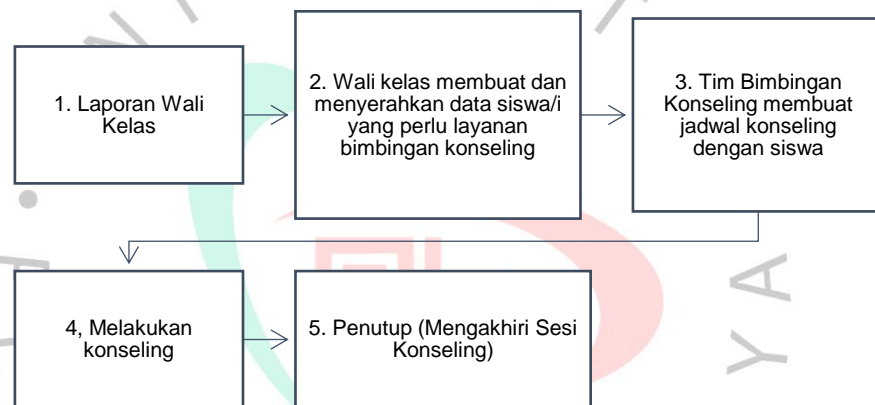 1. Laporan Wali
Kelas
2. Wali kelas membuat dan
menyerahkan data siswa/i
yang perlu layanan
bimbingan konseling
3. Tim Bimbingan
Konseling membuat
jadwal konseling
dengan siswa
4, Melakukan
konseling
5. Penutup (Mengakhiri Sesi
Konseling)